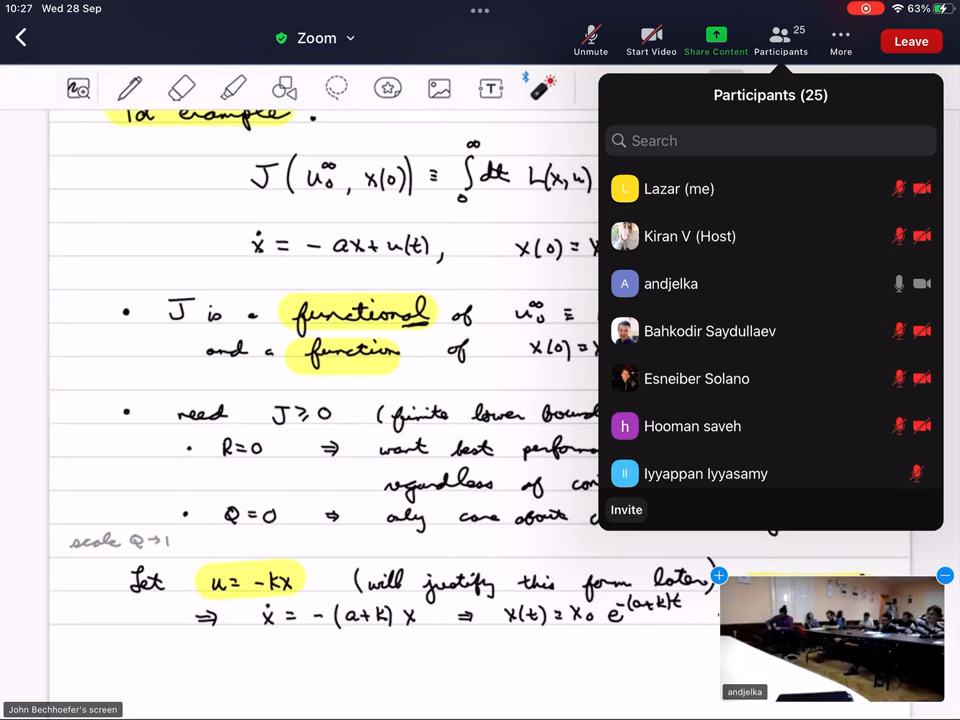 10:27 Wed 28 Sep
63%
Zoom
25
Unmute Start Video Share Content Participants More
Leave
Participants (25)
Search
L Lazar (me)
Kiran V (Host)
A andjelka
Bahkodir Saydullaev
Esneiber Solano
h Hooman saveh
II Iyyappan Iyyasamy
Invite
1d example.
J(u₀^∞, x(0)) ≡ ∫₀^∞ dt L(x,u)
ẋ = - ax + u(t), x(0) =
• J is a functional of u₀^∞ ≡
and a function of x(0) =
• need J ≥ 0 (finite lower bound
• R=0 ⇒ want best performa
regardless of con
• Q=0 ⇒ only care about
scale Q→1
Let u = -kx (will justify this form later)
⇒ ẋ = -(a+k) x ⇒ x(t) = x₀ e^-(a+k)t
andjelka
John Bechhoefer's screen